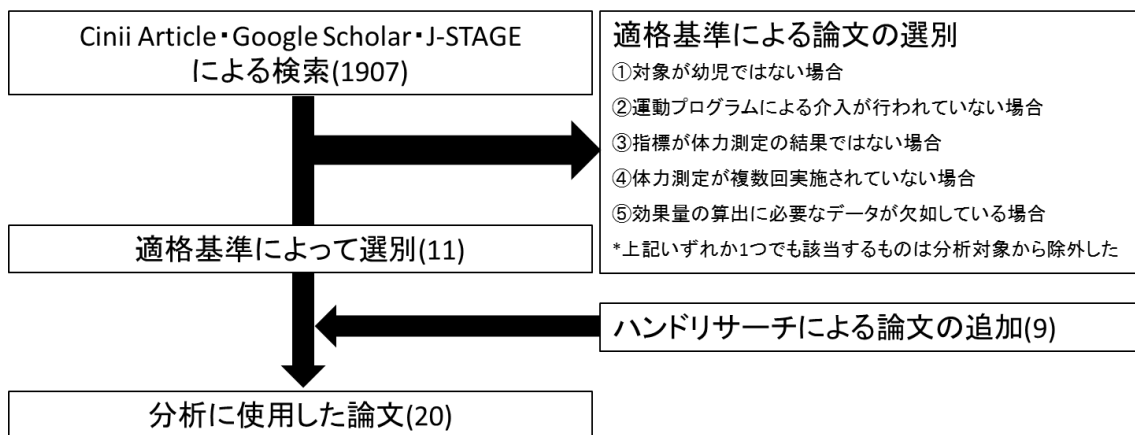 Cinii Article・Google Scholar・J-STAGE
による検索(1907)
適格基準による論文の選別
①対象が幼児ではない場合
②運動プログラムによる介入が行われていない場合
③指標が体力測定の結果ではない場合
④体力測定が複数回実施されていない場合
⑤効果量の算出に必要なデータが欠如している場合
*上記いずれか1つでも該当するものは分析対象から除外した
適格基準によって選別(11)
ハンドリサーチによる論文の追加(9)
分析に使用した論文(20)